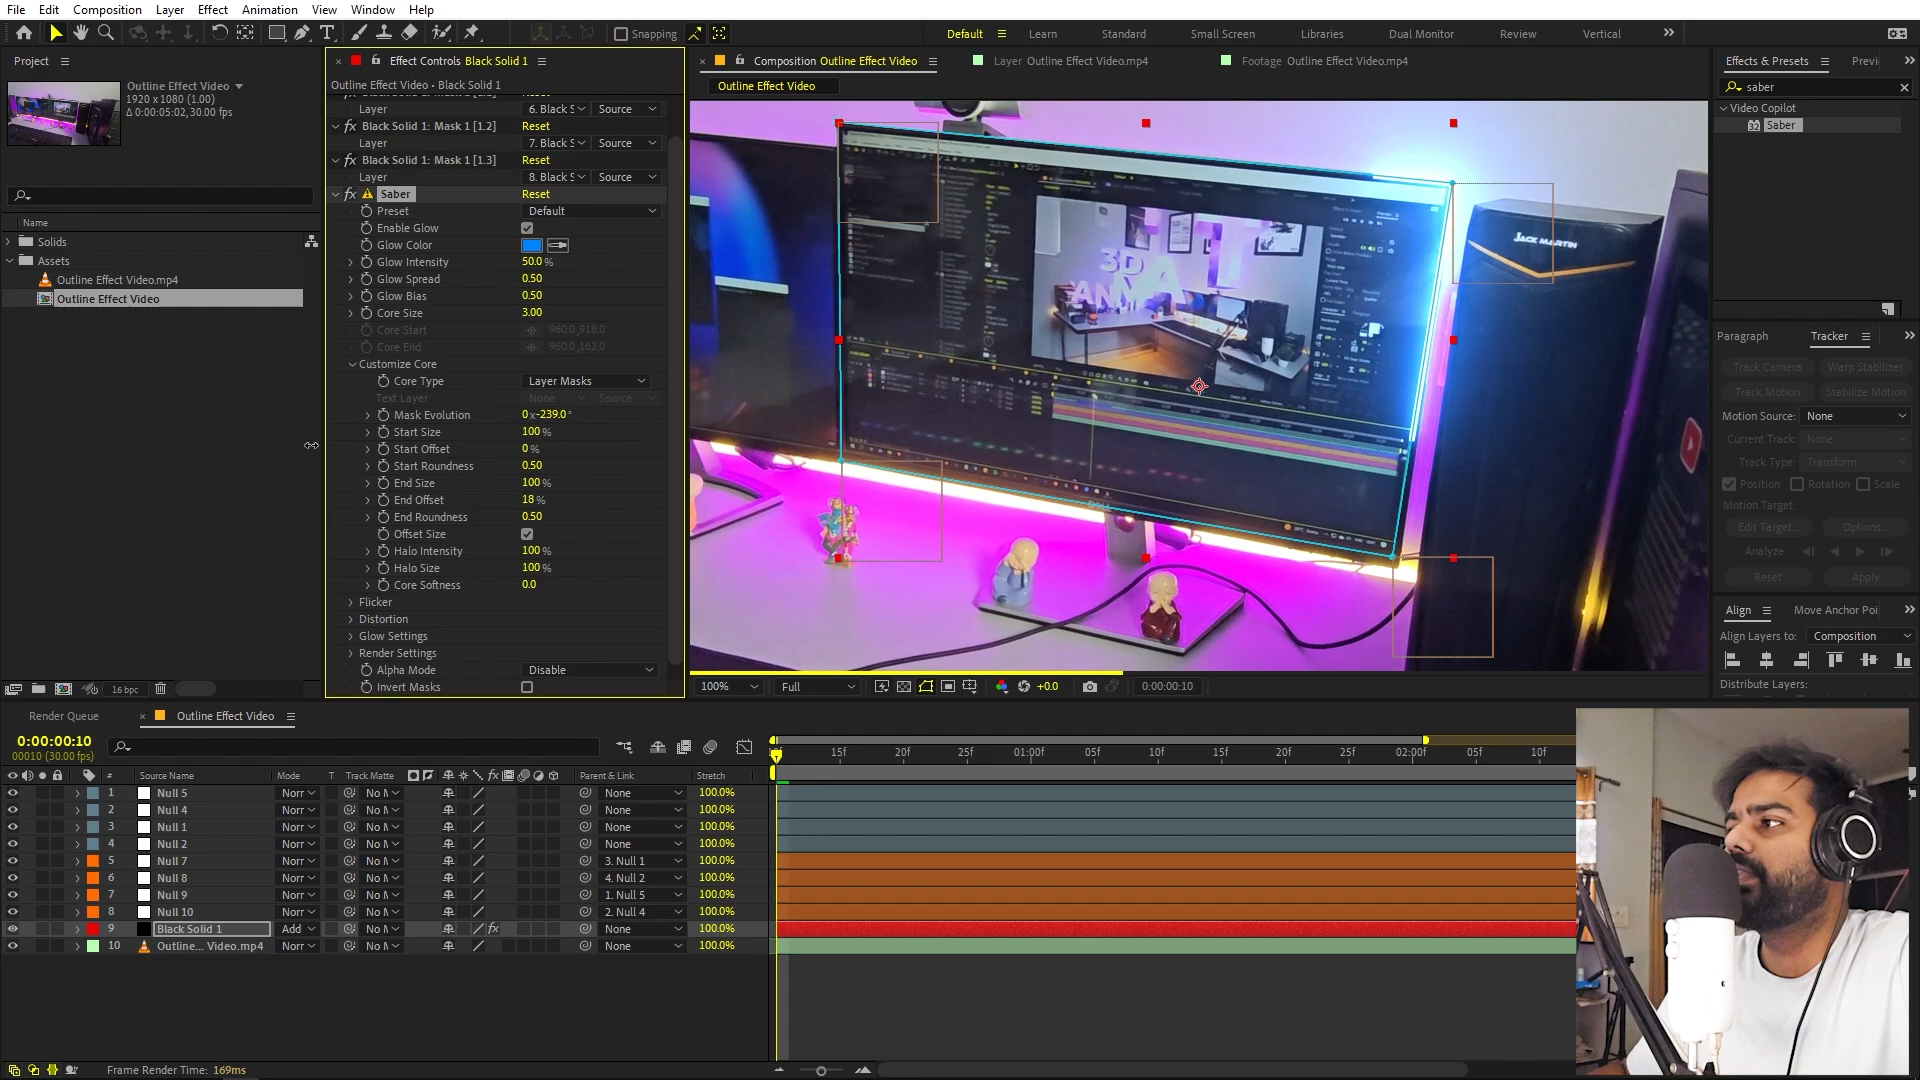 File Edit Composition Layer Effect Animation View Window Help
Snapping
Default Learn Standard Small Screen Libraries Dual Monitor Review Vertical
Project
Outline Effect Video
1920 x 1080 (1.00)
Δ 0:00:05:02, 30.00 fps
Name
Solids
Assets
Outline Effect Video.mp4
Outline Effect Video
16 bpc
Effect Controls Black Solid 1
Outline Effect Video • Black Solid 1
Layer 6. Black S Source
Black Solid 1: Mask 1 [1.2] Reset
Layer 7. Black S Source
Black Solid 1: Mask 1 [1.3] Reset
Layer 8. Black S Source
fx Saber Reset
Preset Default
Enable Glow
Glow Color
Glow Intensity 50.0 %
Glow Spread 0.50
Glow Bias 0.50
Core Size 3.00
Core Start 960.0,918.0
Core End 960.0,162.0
Customize Core
Core Type Layer Masks
Text Layer None Source
Mask Evolution 0x-239.0°
Start Size 100 %
Start Offset 0 %
Start Roundness 0.50
End Size 100 %
End Offset 18 %
End Roundness 0.50
Offset Size
Halo Intensity 100 %
Halo Size 100 %
Core Softness 0.0
Flicker
Distortion
Glow Settings
Render Settings
Alpha Mode Disable
Invert Masks
Composition Outline Effect Video Layer Outline Effect Video.mp4 Footage Outline Effect Video.mp4
Outline Effect Video
3D
JACK MARTIN
100% Full +0.0 0:00:00:10
Effects & Presets Previ
saber
Video Copilot
32 Saber
Paragraph Tracker
Track Camera Warp Stabilizer
Track Motion Stabilize Motion
Motion Source: None
Current Track: None
Track Type: Transform
Position Rotation Scale
Motion Target:
Edit Target... Options...
Analyze:
Reset Apply
Align Move Anchor Poi
Align Layers to: Composition
Distribute Layers:
Render Queue Outline Effect Video
0:00:00:10
00010 (30.00 fps)
15f 20f 25f 01:00f 05f 10f 15f 20f 25f 02:00f 05f 10f
# Source Name Mode T Track Matte fx Parent & Link Stretch
1 Null 5 Norr No M None 100.0%
2 Null 4 Norr No M None 100.0%
3 Null 1 Norr No M None 100.0%
4 Null 2 Norr No M None 100.0%
5 Null 7 Norr No M 3. Null 1 100.0%
6 Null 8 Norr No M 4. Null 2 100.0%
7 Null 9 Norr No M 1. Null 5 100.0%
8 Null 10 Norr No M 2. Null 4 100.0%
9 Black Solid 1 Add No M fx None 100.0%
10 Outline... Video.mp4 Norr No M None 100.0%
Frame Render Time: 169ms